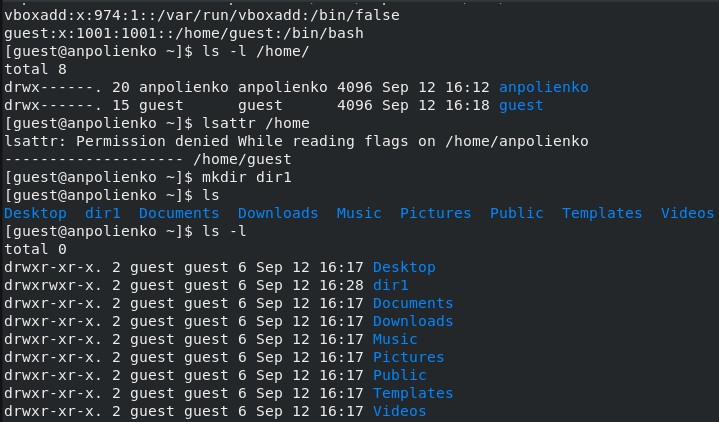 vboxadd:x:974:1::/var/run/vboxadd:/bin/false
guest:x:1001:1001::/home/guest:/bin/bash
[guest@anpolienko ~]$ ls -l /home/
total 8
drwx------. 20 anpolienko anpolienko 4096 Sep 12 16:12 anpolienko
drwx------. 15 guest      guest      4096 Sep 12 16:18 guest
[guest@anpolienko ~]$ lsattr /home
lsattr: Permission denied While reading flags on /home/anpolienko
-------------------- /home/guest
[guest@anpolienko ~]$ mkdir dir1
[guest@anpolienko ~]$ ls
Desktop  dir1  Documents  Downloads  Music  Pictures  Public  Templates  Videos
[guest@anpolienko ~]$ ls -l
total 0
drwxr-xr-x. 2 guest guest 6 Sep 12 16:17 Desktop
drwxrwxr-x. 2 guest guest 6 Sep 12 16:28 dir1
drwxr-xr-x. 2 guest guest 6 Sep 12 16:17 Documents
drwxr-xr-x. 2 guest guest 6 Sep 12 16:17 Downloads
drwxr-xr-x. 2 guest guest 6 Sep 12 16:17 Music
drwxr-xr-x. 2 guest guest 6 Sep 12 16:17 Pictures
drwxr-xr-x. 2 guest guest 6 Sep 12 16:17 Public
drwxr-xr-x. 2 guest guest 6 Sep 12 16:17 Templates
drwxr-xr-x. 2 guest guest 6 Sep 12 16:17 Videos